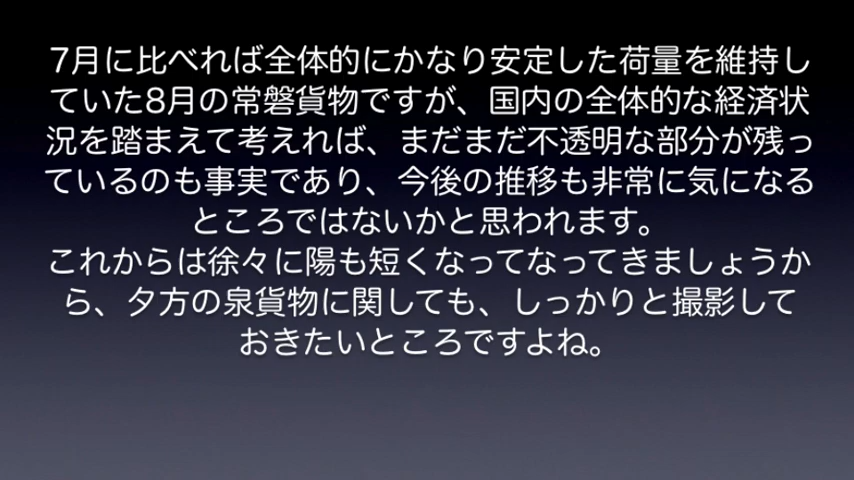 7月に比べれば全体的にかなり安定した荷量を維持し
ていた8月の常磐貨物ですが、国内の全体的な経済状
況を踏まえて考えれば、まだまだ不透明な部分が残っ
ているのも事実であり、今後の推移も非常に気になる
ところではないかと思われます。
これからは徐々に陽も短くなってなってきましょうか
ら、夕方の泉貨物に関しても、しっかりと撮影して
おきたいところですよね。